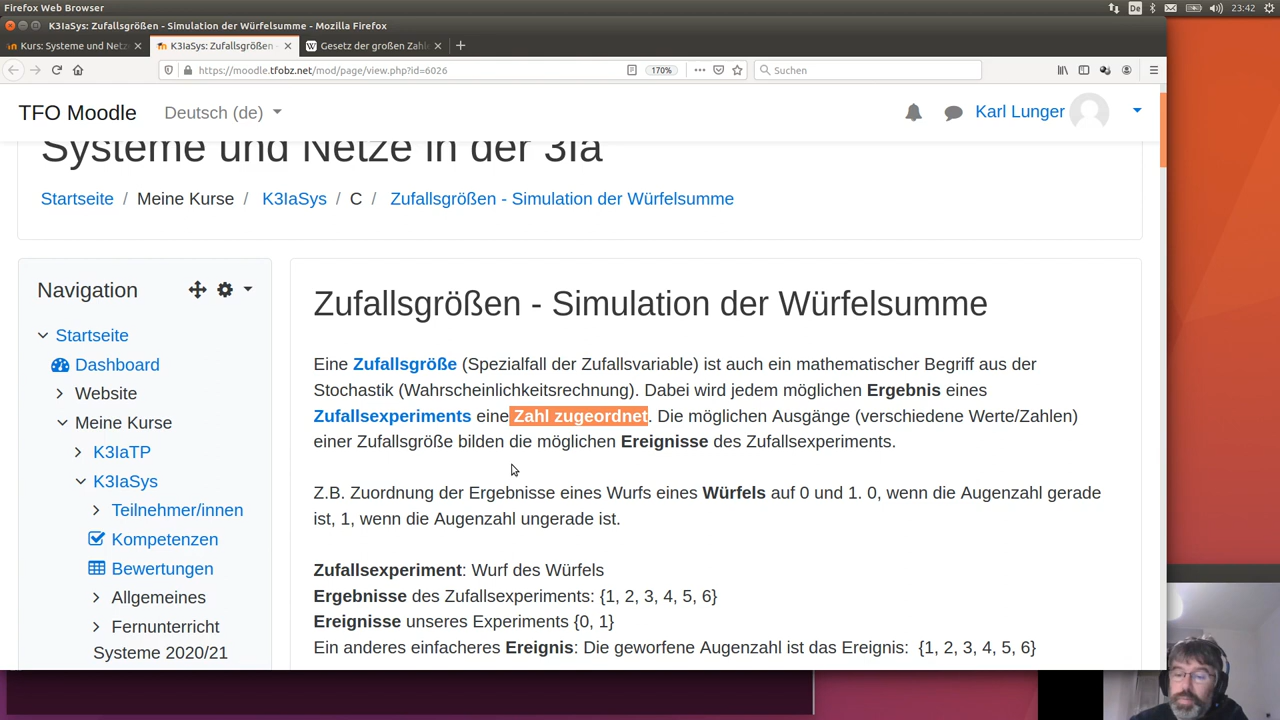 Firefox Web Browser
De
23:42
K3IaSys: Zufallsgrößen - Simulation der Würfelsumme - Mozilla Firefox
Kurs: Systeme und Netz
K3IaSys: Zufallsgrößen
Gesetz der großen Zahl
https://moodle.tfobz.net/mod/page/view.php?id=6026
170%
Suchen
TFO Moodle
Deutsch (de)
Karl Lunger
Systeme und Netze in der 3Ia
Startseite / Meine Kurse / K3IaSys / C / Zufallsgrößen - Simulation der Würfelsumme
Navigation
Startseite
Dashboard
Website
Meine Kurse
K3IaTP
K3IaSys
Teilnehmer/innen
Kompetenzen
Bewertungen
Allgemeines
Fernunterricht
Systeme 2020/21
Zufallsgrößen - Simulation der Würfelsumme
Eine Zufallsgröße (Spezialfall der Zufallsvariable) ist auch ein mathematischer Begriff aus der
Stochastik (Wahrscheinlichkeitsrechnung). Dabei wird jedem möglichen Ergebnis eines
Zufallsexperiments eine Zahl zugeordnet. Die möglichen Ausgänge (verschiedene Werte/Zahlen)
einer Zufallsgröße bilden die möglichen Ereignisse des Zufallsexperiments.
Z.B. Zuordnung der Ergebnisse eines Wurfs eines Würfels auf 0 und 1. 0, wenn die Augenzahl gerade
ist, 1, wenn die Augenzahl ungerade ist.
Zufallsexperiment: Wurf des Würfels
Ergebnisse des Zufallsexperiments: {1, 2, 3, 4, 5, 6}
Ereignisse unseres Experiments {0, 1}
Ein anderes einfacheres Ereignis: Die geworfene Augenzahl ist das Ereignis: {1, 2, 3, 4, 5, 6}